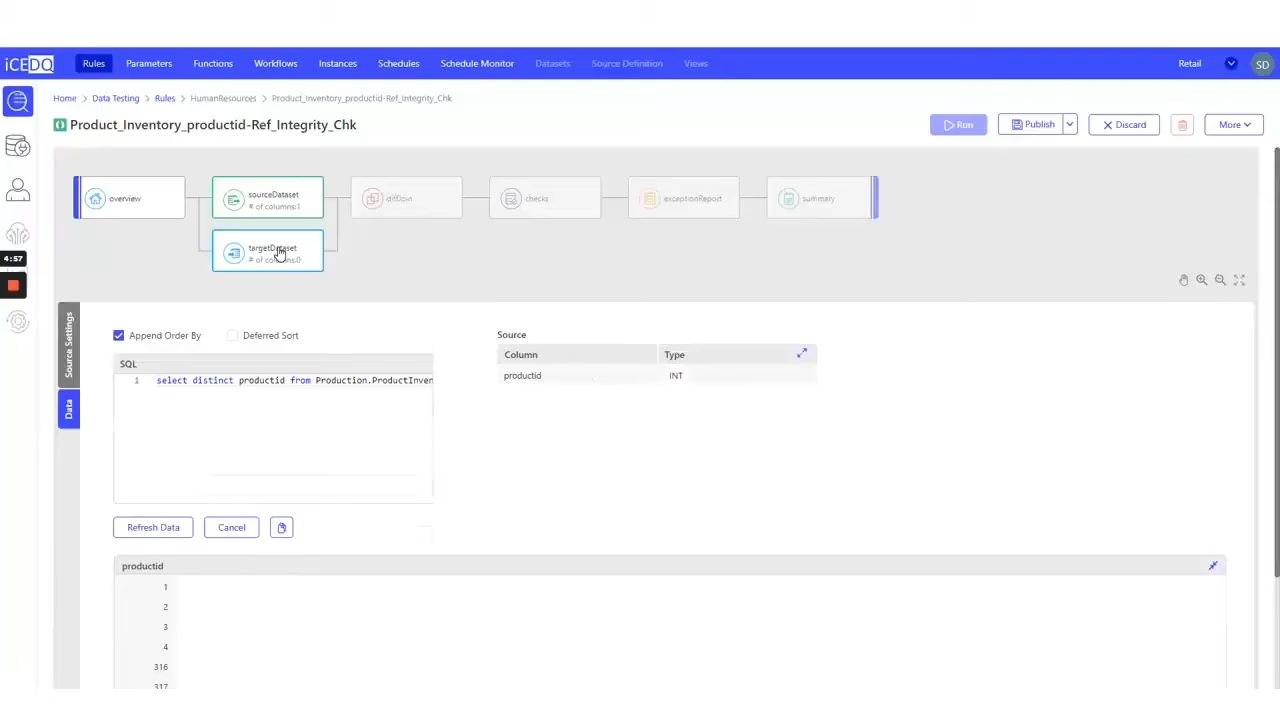 iCEDQ Rules Parameters Functions Workflows Instances Schedules Schedule Monitor Datasets Source Definition Views Retail SD
Home > Data Testing > Rules > HumanResources > Product_Inventory_productid-Ref_Integrity_Chk
Product_Inventory_productid-Ref_Integrity_Chk Run Publish Discard More
overview sourceDataset # of columns:1 diffJoin checks exceptionReport summary
targetDataset # of columns:0
4:57
Source Settings
Data
Append Order By Deferred Sort
Source
SQL
Column Type
1 select distinct productid from Production.ProductInven
productid INT
Refresh Data Cancel
productid
1
2
3
4
316
317